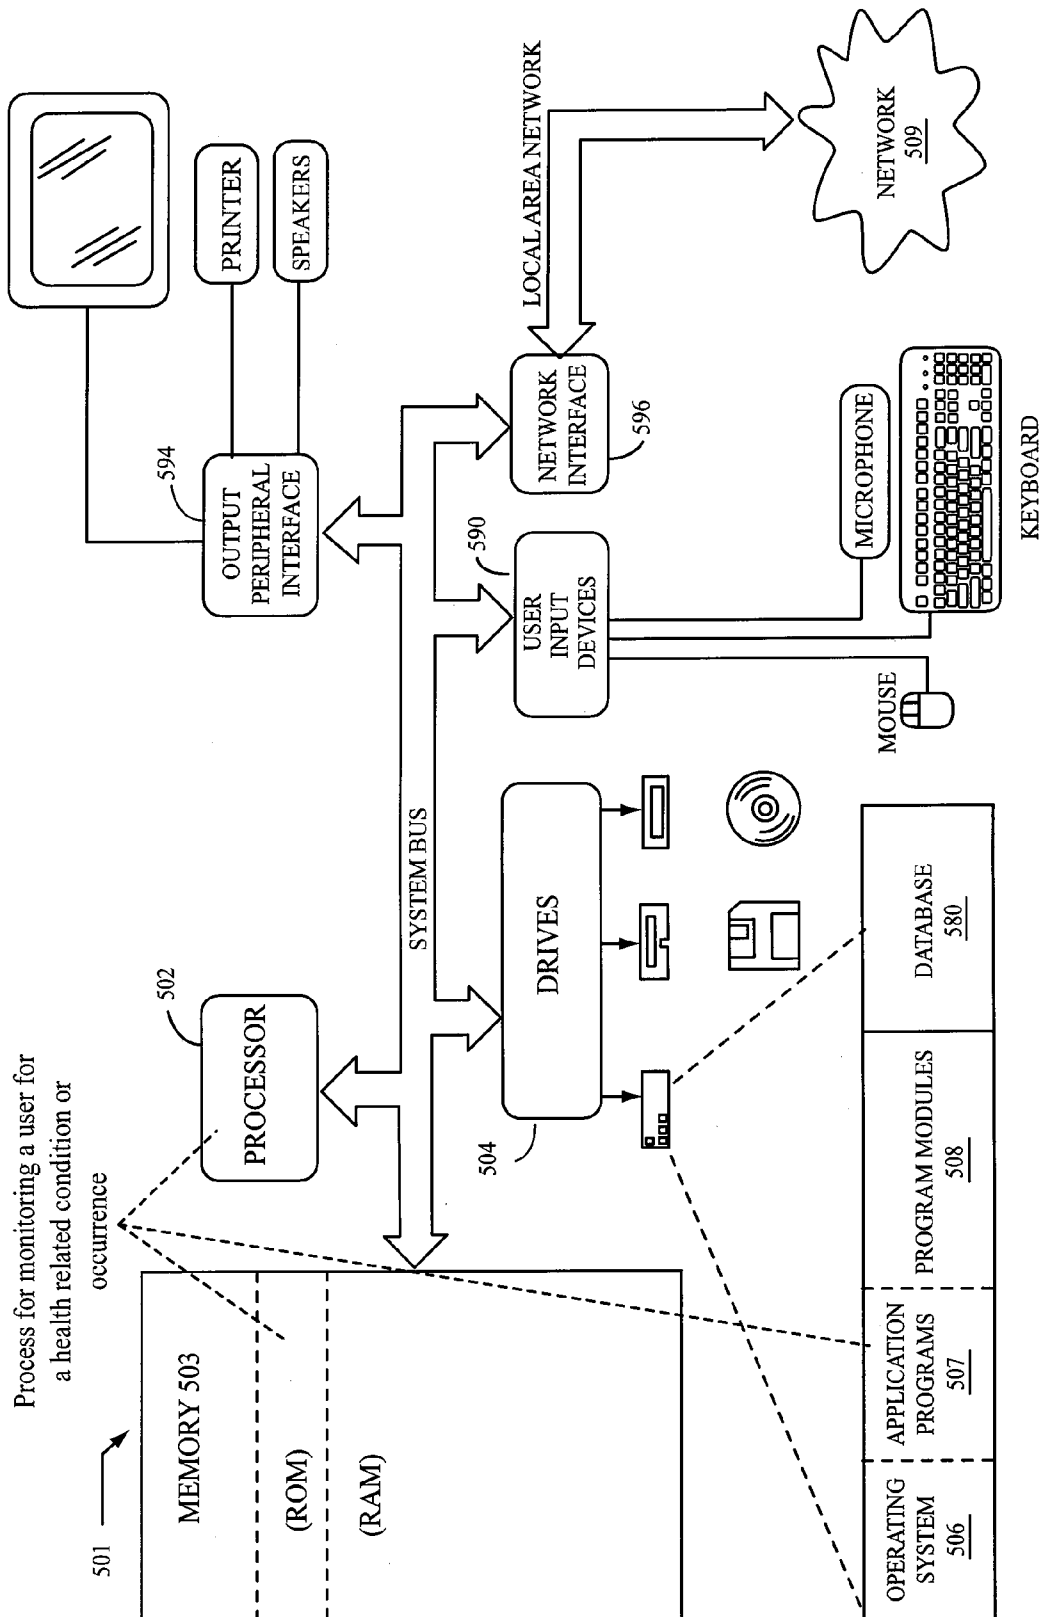 Process for monitoring a user for
a health related condition or
occurrence
501
MEMORY 503
(ROM)
(RAM)
502
PROCESSOR
594
OUTPUT
PERIPHERAL
INTERFACE
PRINTER
SPEAKERS
SYSTEM BUS
LOCAL AREA NETWORK
504
DRIVES
590
USER
INPUT
DEVICES
NETWORK
INTERFACE
596
NETWORK
509
MOUSE
MICROPHONE
KEYBOARD
OPERATING
SYSTEM
506
APPLICATION
PROGRAMS
507
PROGRAM MODULES
508
DATABASE
580